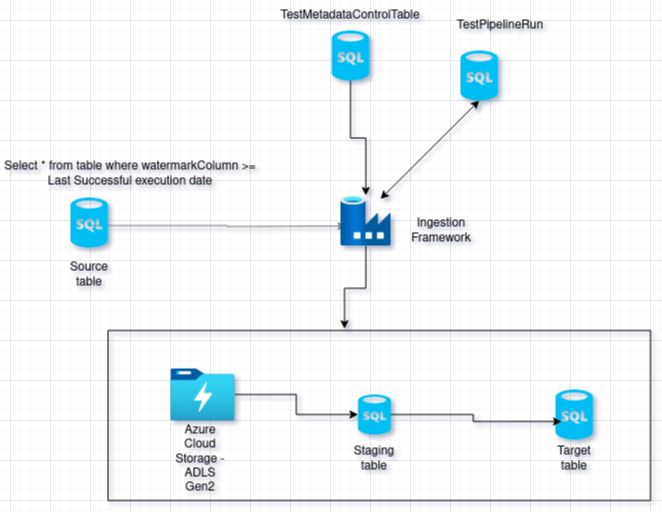 TestMetadataControlTable
TestPipelineRun
SQL
SQL
Select * from table where watermarkColumn >=
Last Successful execution date
SQL
Ingestion
Framework
Source
table
SQL
SQL
Azure
Cloud
Storage -
ADLS
Gen2
Staging
table
Target
table